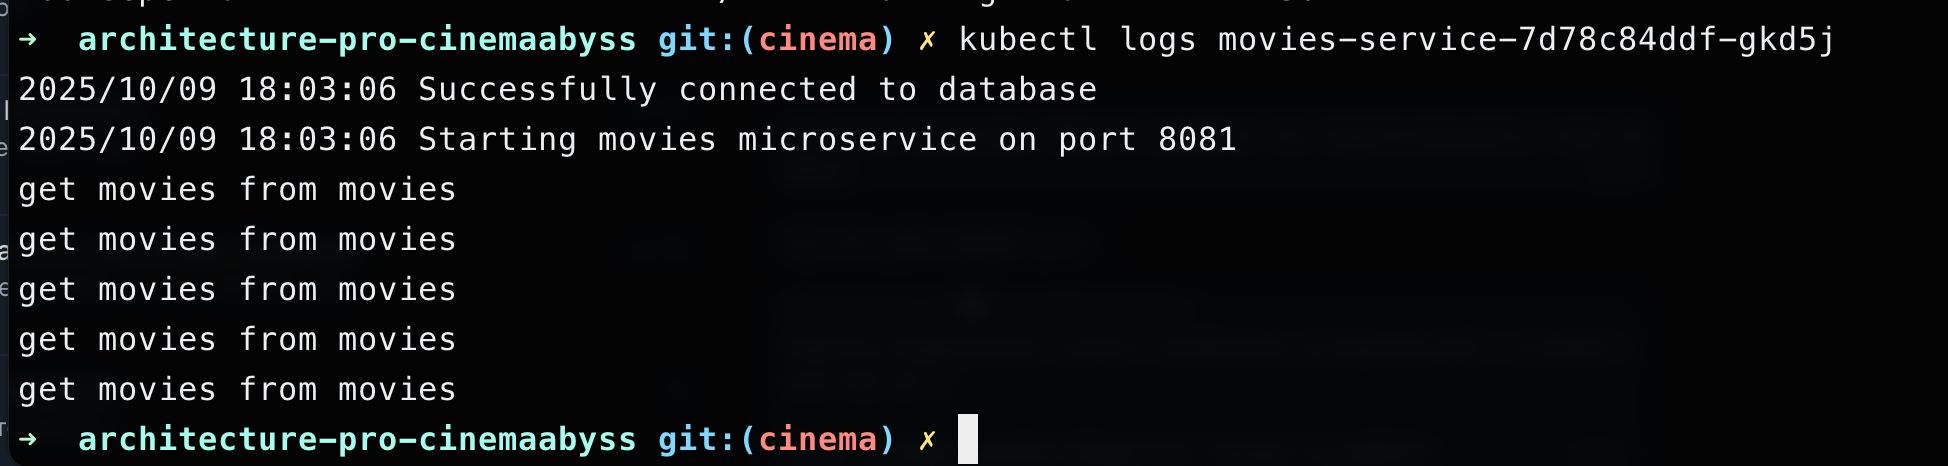 ➜  architecture-pro-cinemaabyss git:(cinema) ✗ kubectl logs movies-service-7d78c84ddf-gkd5j
2025/10/09 18:03:06 Successfully connected to database
2025/10/09 18:03:06 Starting movies microservice on port 8081
get movies from movies
get movies from movies
get movies from movies
get movies from movies
get movies from movies
➜  architecture-pro-cinemaabyss git:(cinema) ✗